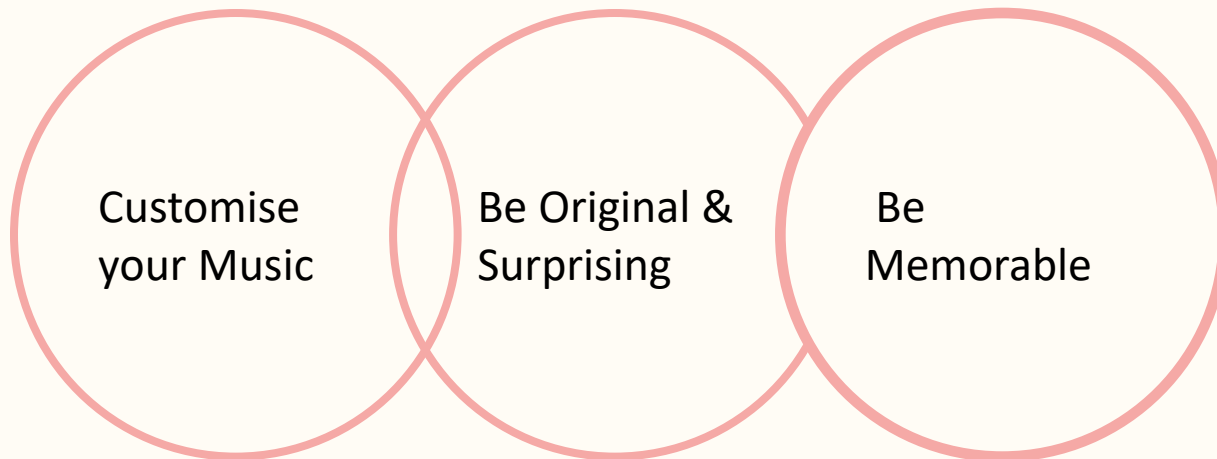 Customise
your Music
Be Original &
Surprising
Be
Memorable